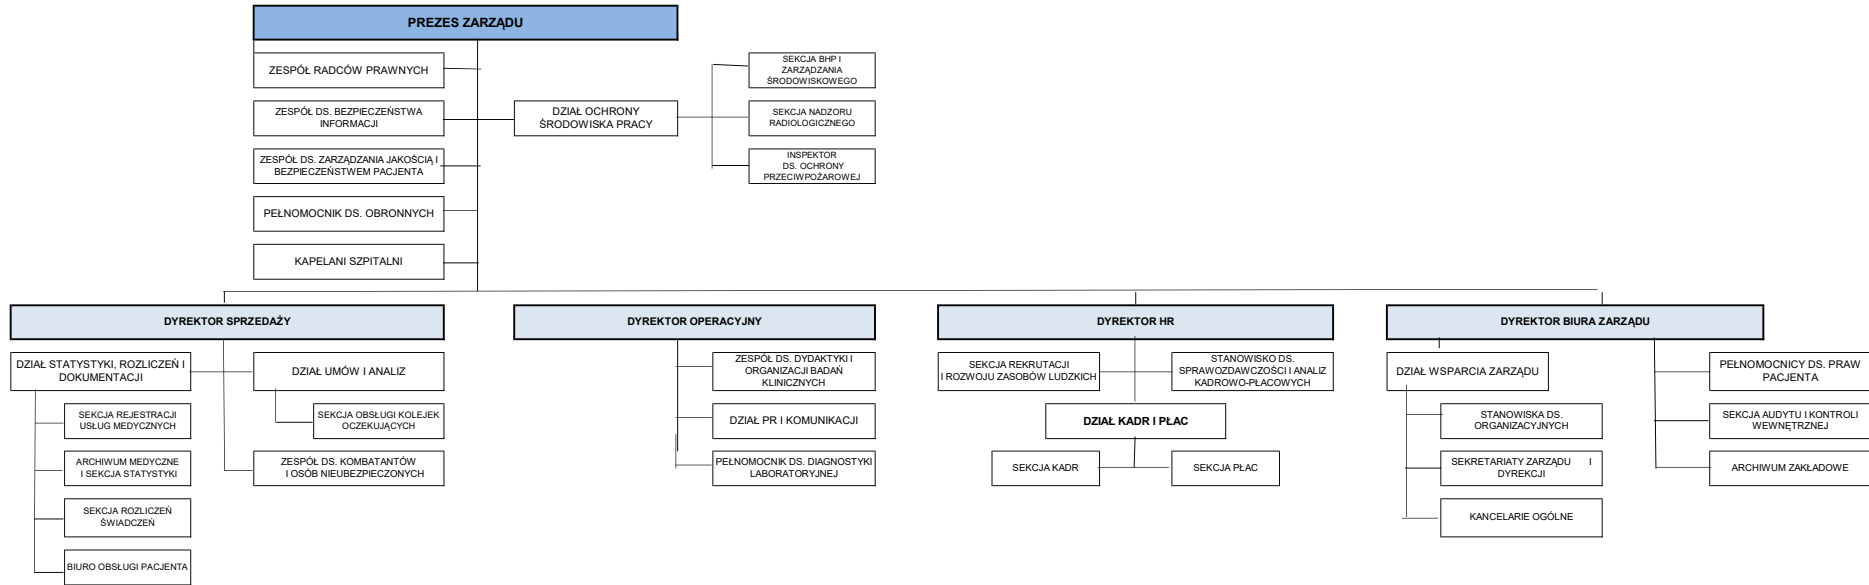 PREZES ZARZĄDU
ZESPÓŁ RADCÓW PRAWNYCH
SEKCJA BHP I
ZARZĄDZANIA
ŚRODOWISKOWEGO
ZESPÓŁ DS. BEZPIECZEŃSTWA
INFORMACJI
DZIAŁ OCHRONY
ŚRODOWISKA PRACY
SEKCJA NADZORU
RADIOLOGICZNEGO
ZESPÓŁ DS. ZARZĄDZANIA JAKOŚCIĄ I
BEZPIECZEŃSTWEM PACJENTA
INSPEKTOR
DS. OCHRONY
PRZECIWPOŻAROWEJ
PEŁNOMOCNIK DS. OBRONNYCH
KAPELANI SZPITALNI
DYREKTOR SPRZEDAŻY
DYREKTOR OPERACYJNY
DYREKTOR HR
DYREKTOR BIURA ZARZĄDU
DZIAŁ STATYSTYKI, ROZLICZEŃ I
DOKUMENTACJI
DZIAŁ UMÓW I ANALIZ
SEKCJA REJESTRACJI
USŁUG MEDYCZNYCH
SEKCJA OBSŁUGI KOLEJEK
OCZEKUJĄCYCH
ARCHIWUM MEDYCZNE
I SEKCJA STATYSTYKI
ZESPÓŁ DS. KOMBATANTÓW
I OSÓB NIEUBEZPIECZONYCH
SEKCJA ROZLICZEŃ
ŚWIADCZEŃ
BIURO OBSŁUGI PACJENTA
ZESPÓŁ DS. DYDAKTYKI I
ORGANIZACJI BADAŃ
KLINICZNYCH
DZIAŁ PR I KOMUNIKACJI
PEŁNOMOCNIK DS. DIAGNOSTYKI
LABORATORYJNEJ
SEKCJA REKRUTACJI
I ROZWOJU ZASOBÓW LUDZKICH
STANOWISKO DS.
SPRAWOZDAWCZOŚCI I ANALIZ
KADROWO-PŁACOWYCH
DZIAŁ KADR I PŁAC
SEKCJA KADR
SEKCJA PŁAC
DZIAŁ WSPARCIA ZARZĄDU
PEŁNOMOCNICY DS. PRAW
PACJENTA
STANOWISKA DS.
ORGANIZACYJNYCH
SEKCJA AUDYTU I KONTROLI
WEWNĘTRZNEJ
SEKRETARIATY ZARZĄDU I
DYREKCJI
ARCHIWUM ZAKŁADOWE
KANCELARIE OGÓLNE